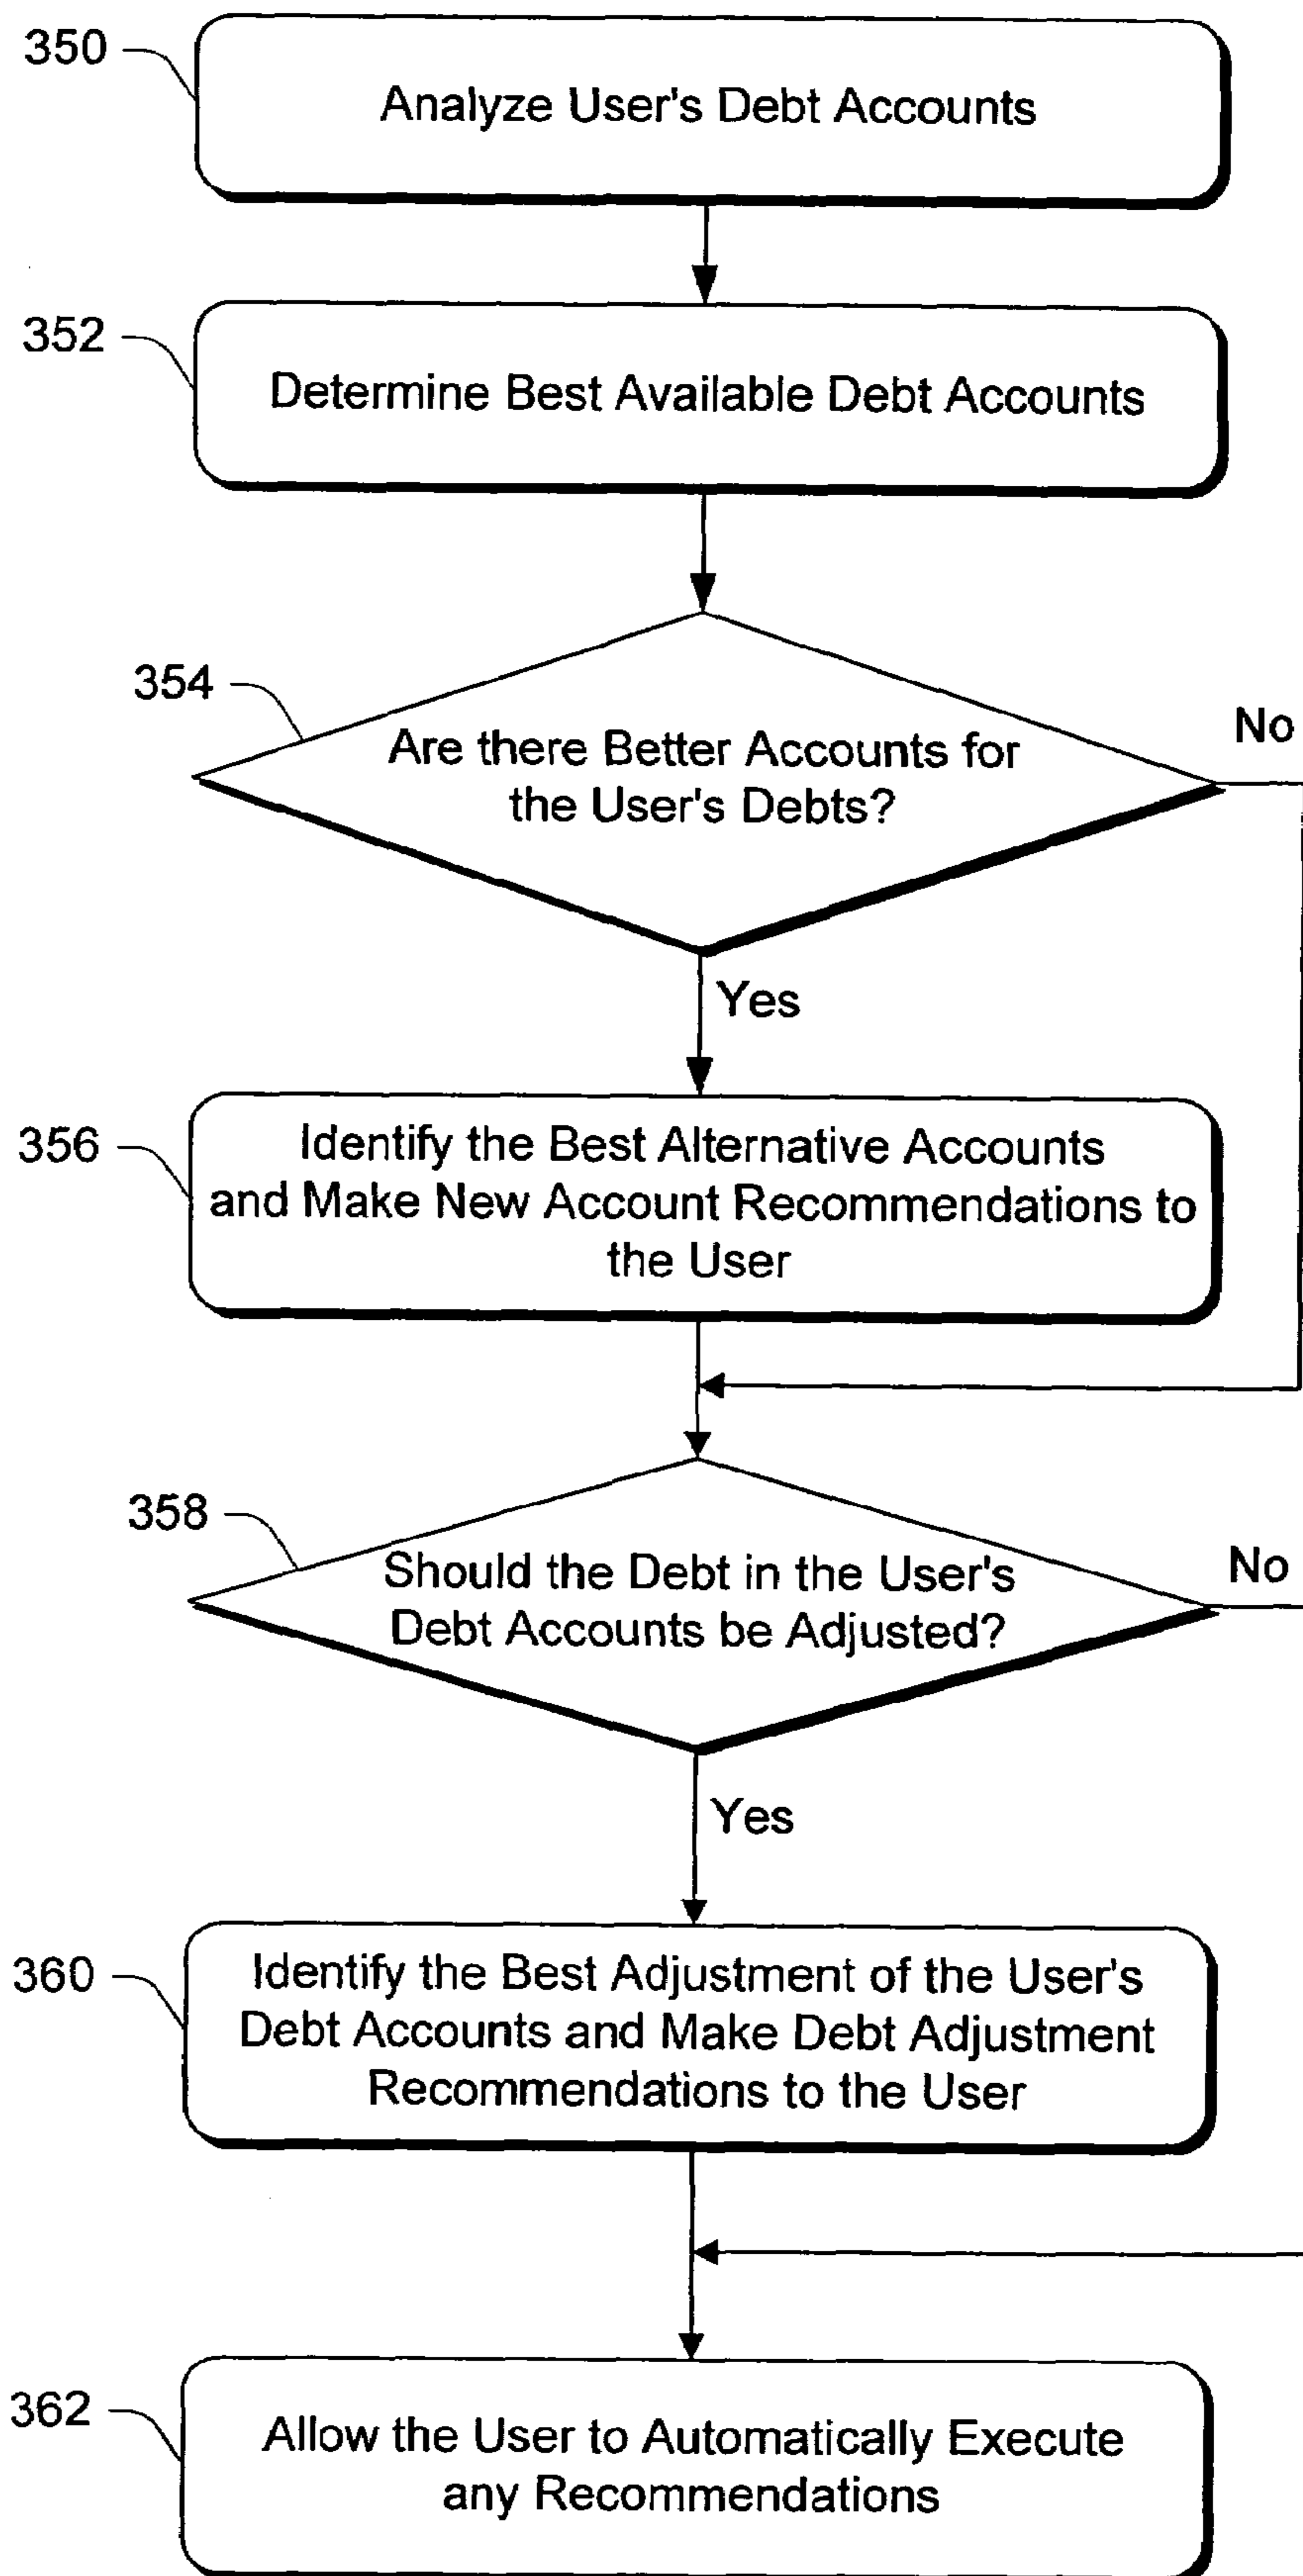 350
Analyze User's Debt Accounts
352
Determine Best Available Debt Accounts
354
Are there Better Accounts for
the User's Debts?
No
Yes
356
Identify the Best Alternative Accounts
and Make New Account Recommendations to
the User
358
Should the Debt in the User's
Debt Accounts be Adjusted?
No
Yes
360
Identify the Best Adjustment of the User's
Debt Accounts and Make Debt Adjustment
Recommendations to the User
362
Allow the User to Automatically Execute
any Recommendations